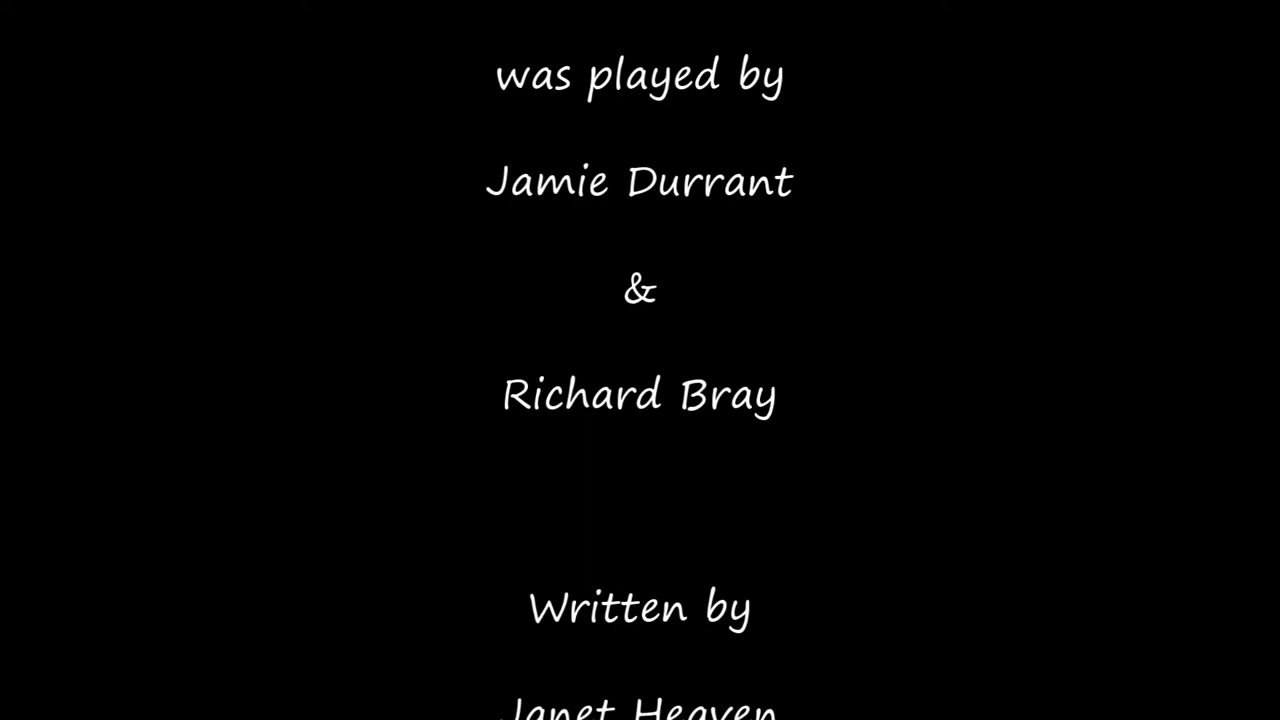 was played by
Jamie Durrant
&
Richard Bray
Written by
Janet Heaven